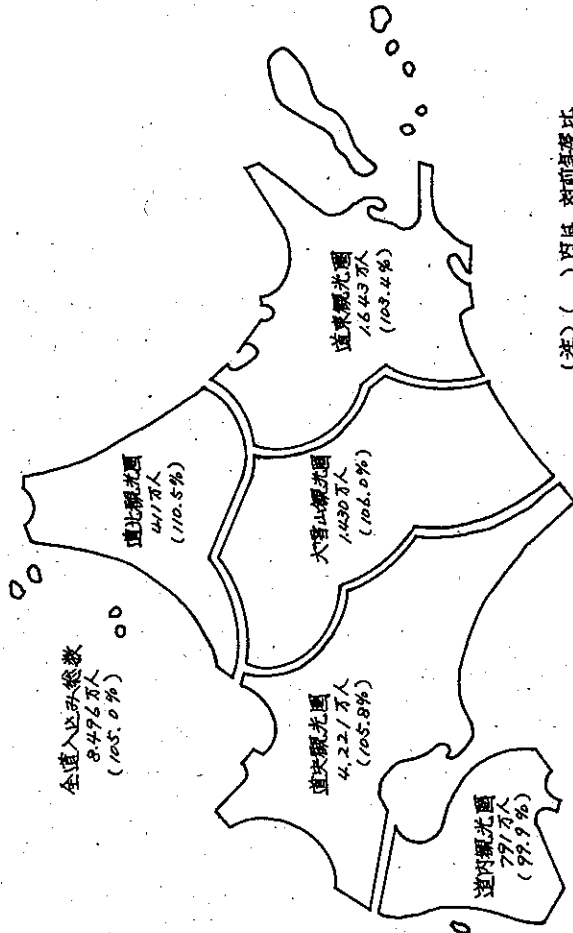 全道入込み総数
8.496万人
(105.0%)
道北観光圏
411万人
(110.5%)
道東観光圏
1.643万人
(103.4%)
大雪山観光圏
1.430万人
(106.0%)
道央観光圏
4.221万人
(105.8%)
道内観光圏
791万人
(99.9%)
(注)( )内は、対前年度比